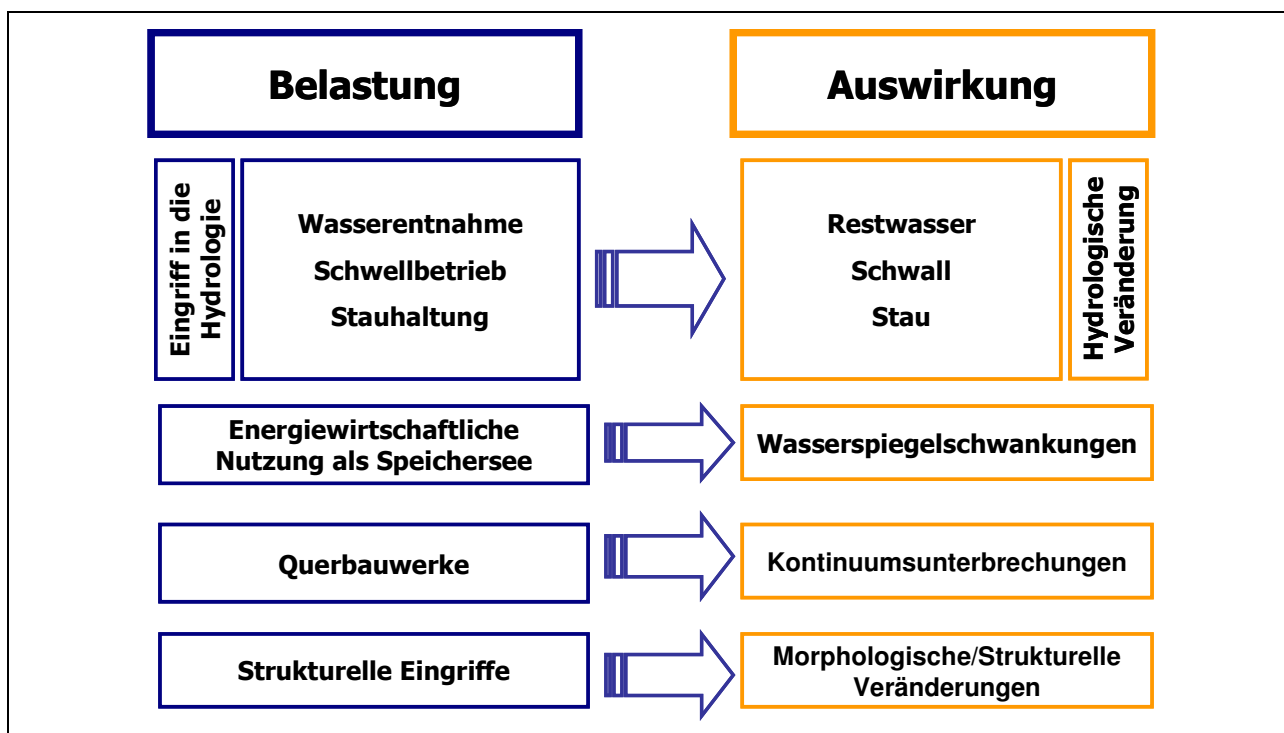 Belastung
Auswirkung
Eingriff in die
Hydrologie
Wasserentnahme
Schwellbetrieb
Stauhaltung
Restwasser
Schwall
Stau
Hydrologische
Veränderung
Energiewirtschaftliche
Nutzung als Speichersee
Wasserspiegelschwankungen
Querbauwerke
Kontinuumsunterbrechungen
Strukturelle Eingriffe
Morphologische/Strukturelle
Veränderungen